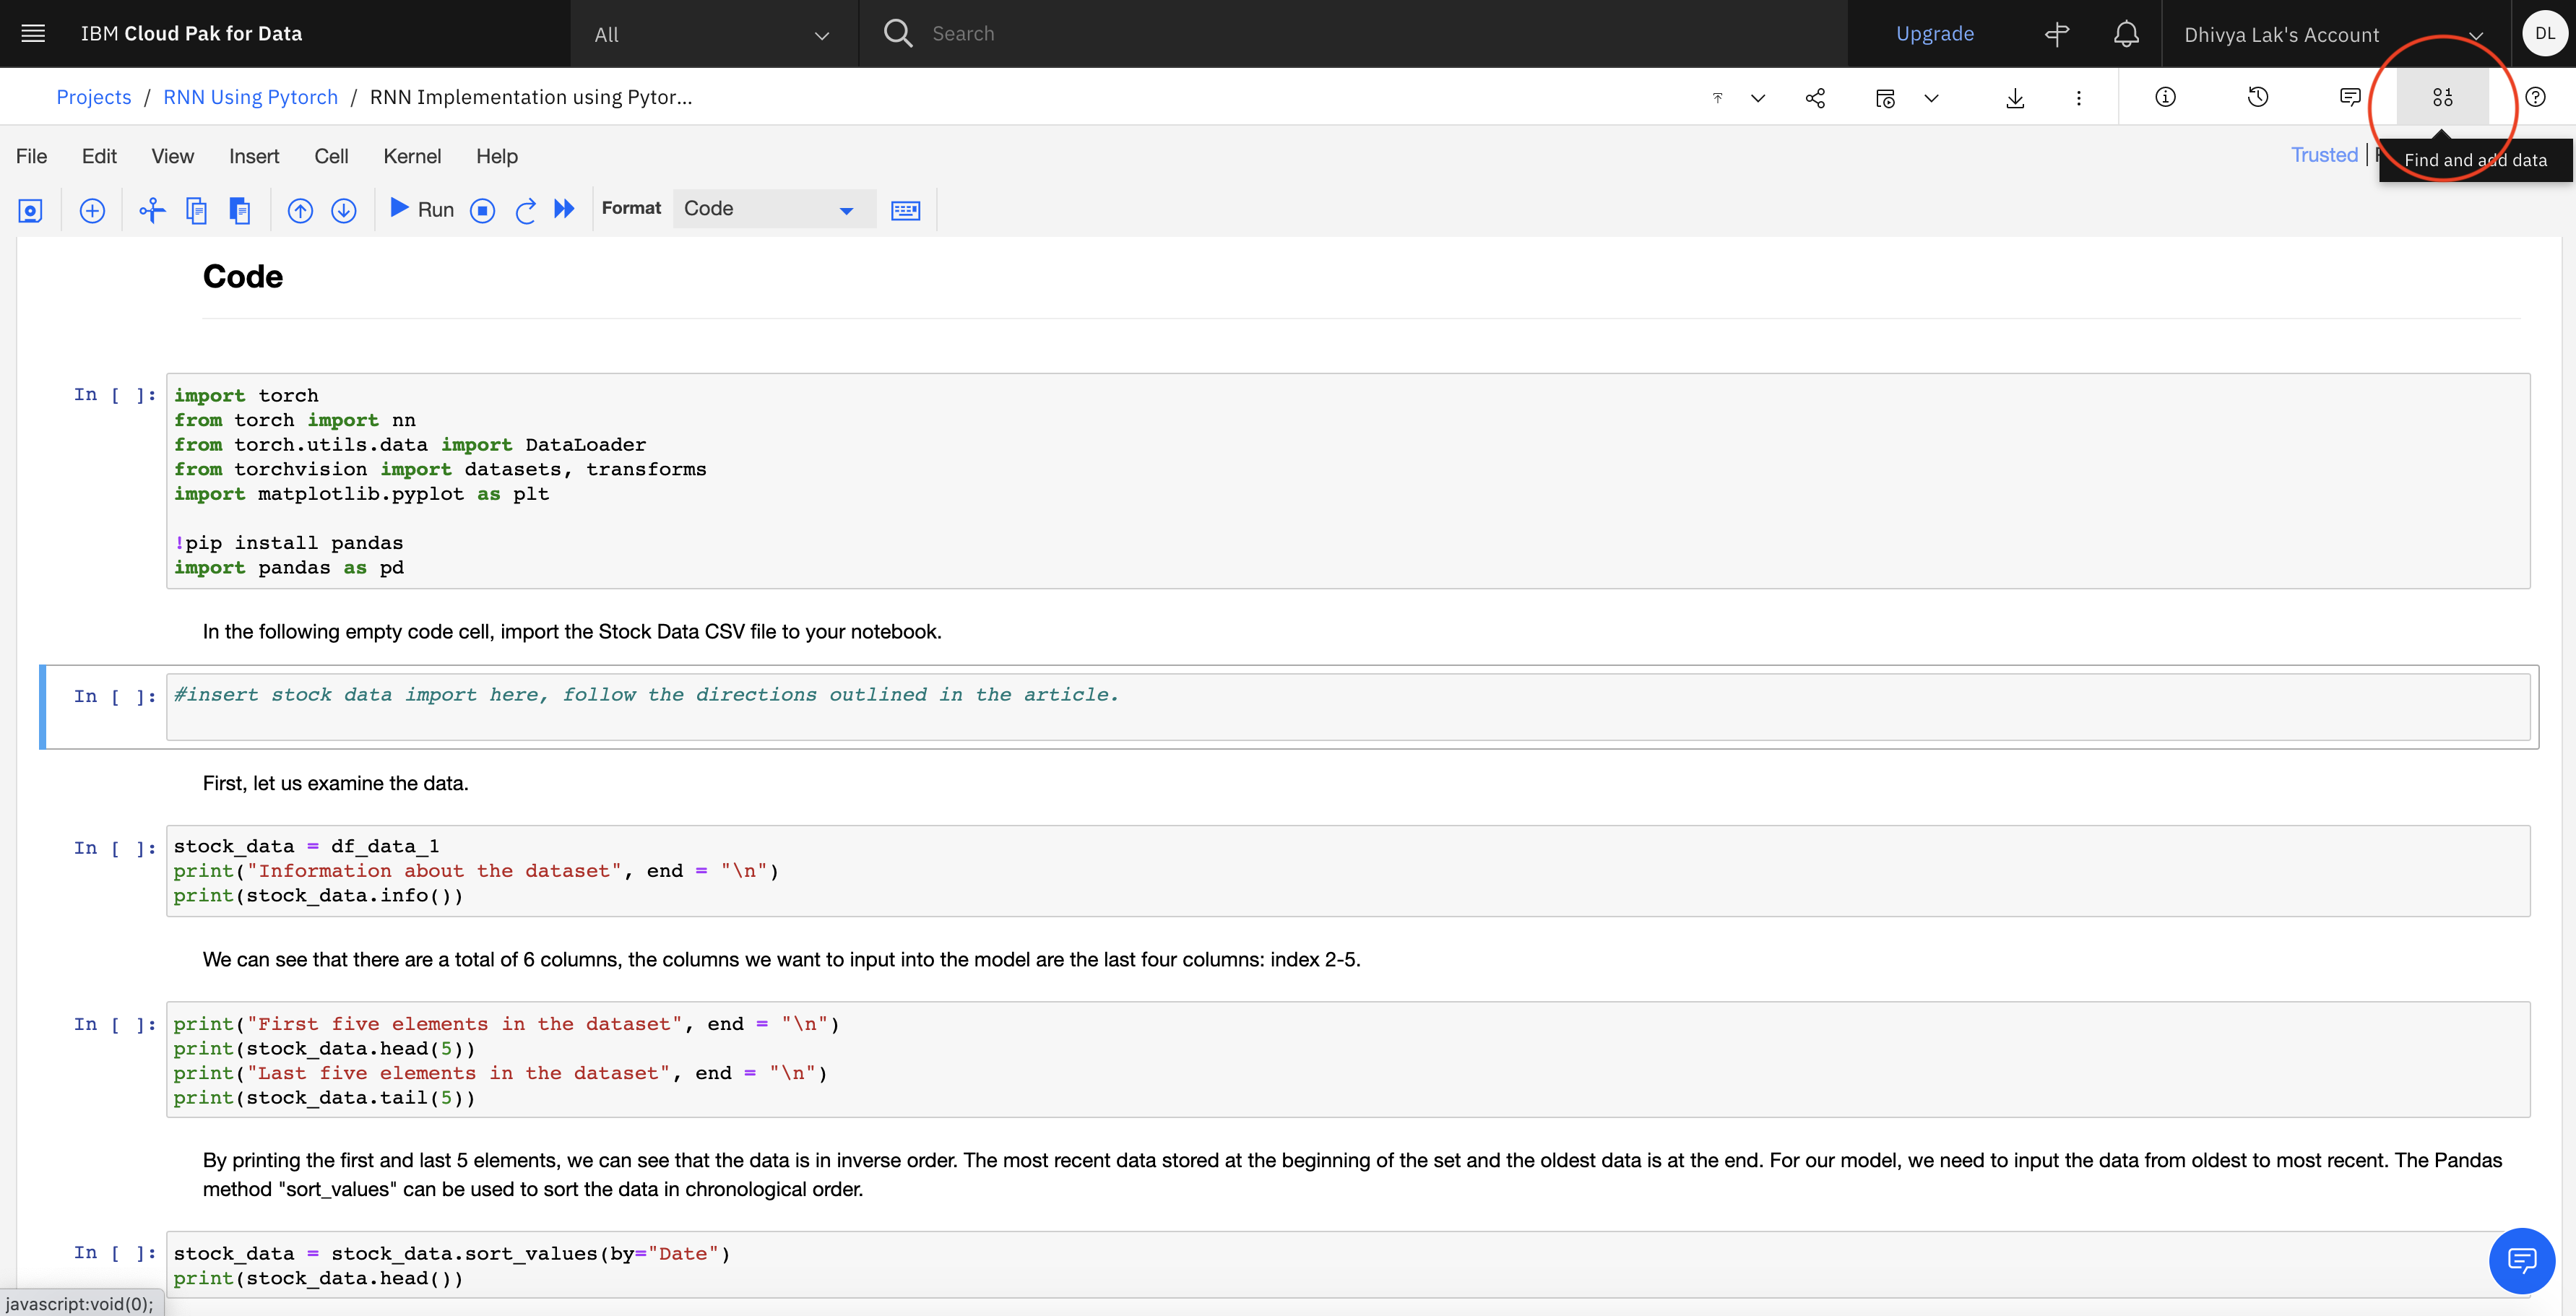 IBM Cloud Pak for Data
All
Search
Upgrade
Dhivya Lak's Account
DL
Projects / RNN Using Pytorch / RNN Implementation using Pytor...
File Edit View Insert Cell Kernel Help
Trusted
Find and add data
Run
Format
Code
Code
In [ ]:
import torch
from torch import nn
from torch.utils.data import DataLoader
from torchvision import datasets, transforms
import matplotlib.pyplot as plt
!pip install pandas
import pandas as pd
In the following empty code cell, import the Stock Data CSV file to your notebook.
In [ ]:
#insert stock data import here, follow the directions outlined in the article.
First, let us examine the data.
In [ ]:
stock_data = df_data_1
print("Information about the dataset", end = "\n")
print(stock_data.info())
We can see that there are a total of 6 columns, the columns we want to input into the model are the last four columns: index 2-5.
In [ ]:
print("First five elements in the dataset", end = "\n")
print(stock_data.head(5))
print("Last five elements in the dataset", end = "\n")
print(stock_data.tail(5))
By printing the first and last 5 elements, we can see that the data is in inverse order. The most recent data stored at the beginning of the set and the oldest data is at the end. For our model, we need to input the data from oldest to most recent. The Pandas
method "sort_values" can be used to sort the data in chronological order.
In [ ]:
stock_data = stock_data.sort_values(by="Date")
print(stock_data.head())
javascript:void(0);